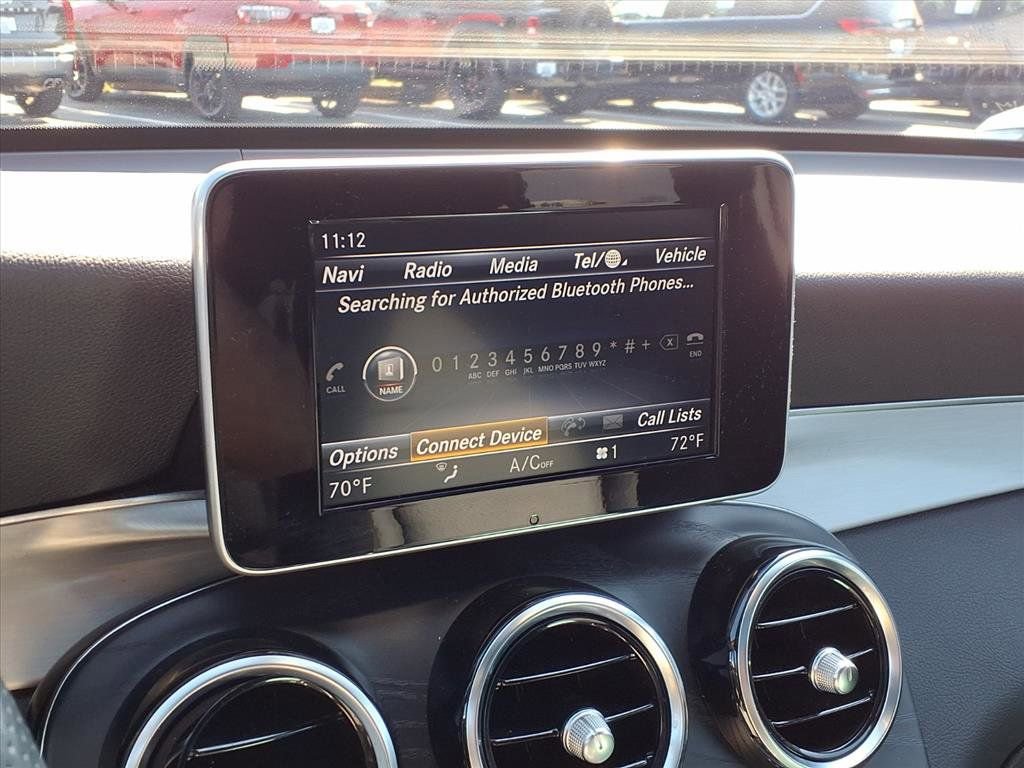 11:12
Navi Radio Media Tel/ Vehicle
Searching for Authorized Bluetooth Phones...
CALL NAME 0 1 2 3 4 5 6 7 8 9 * # + X END
ABC DEF GHI JKL MNO PQRS TUV WXYZ
Options Connect Device Call Lists
70°F A/C OFF 1 72°F